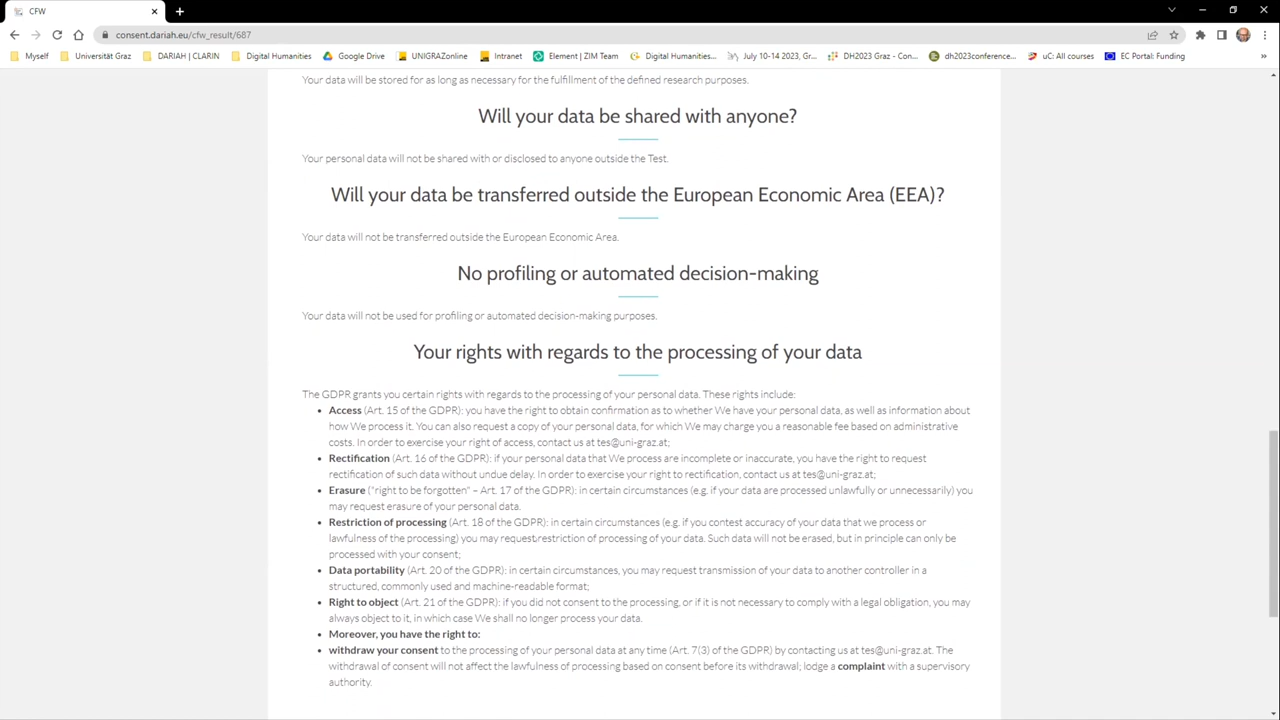 CFW
consent.dariah.eu/cfw_result/687
Myself Universität Graz DARIAH | CLARIN Digital Humanities Google Drive UNIGRAZonline Intranet Element | ZIM Team Digital Humanities... July 10-14 2023, Gr... DH2023 Graz - Con... dh2023conference... uC: All courses EC Portal: Funding »
Your data will be stored for as long as necessary for the fulfillment of the defined research purposes.
Will your data be shared with anyone?
Your personal data will not be shared with or disclosed to anyone outside the Test.
Will your data be transferred outside the European Economic Area (EEA)?
Your data will not be transferred outside the European Economic Area.
No profiling or automated decision-making
Your data will not be used for profiling or automated decision-making purposes.
Your rights with regards to the processing of your data
The GDPR grants you certain rights with regards to the processing of your personal data. These rights include:
• Access (Art. 15 of the GDPR): you have the right to obtain confirmation as to whether We have your personal data, as well as information about
how We process it. You can also request a copy of your personal data, for which We may charge you a reasonable fee based on administrative
costs. In order to exercise your right of access, contact us at tes@uni-graz.at;
• Rectification (Art. 16 of the GDPR): if your personal data that We process are incomplete or inaccurate, you have the right to request
rectification of such data without undue delay. In order to exercise your right to rectification, contact us at tes@uni-graz.at;
• Erasure ("right to be forgotten" – Art. 17 of the GDPR): in certain circumstances (e.g. if your data are processed unlawfully or unnecessarily) you
may request erasure of your personal data.
• Restriction of processing (Art. 18 of the GDPR): in certain circumstances (e.g. if you contest accuracy of your data that we process or
lawfulness of the processing) you may request restriction of processing of your data. Such data will not be erased, but in principle can only be
processed with your consent;
• Data portability (Art. 20 of the GDPR): in certain circumstances, you may request transmission of your data to another controller in a
structured, commonly used and machine-readable format;
• Right to object (Art. 21 of the GDPR): if you did not consent to the processing, or if it is not necessary to comply with a legal obligation, you may
always object to it, in which case We shall no longer process your data.
• Moreover, you have the right to:
• withdraw your consent to the processing of your personal data at any time (Art. 7(3) of the GDPR) by contacting us at tes@uni-graz.at. The
withdrawal of consent will not affect the lawfulness of processing based on consent before its withdrawal; lodge a complaint with a supervisory
authority.